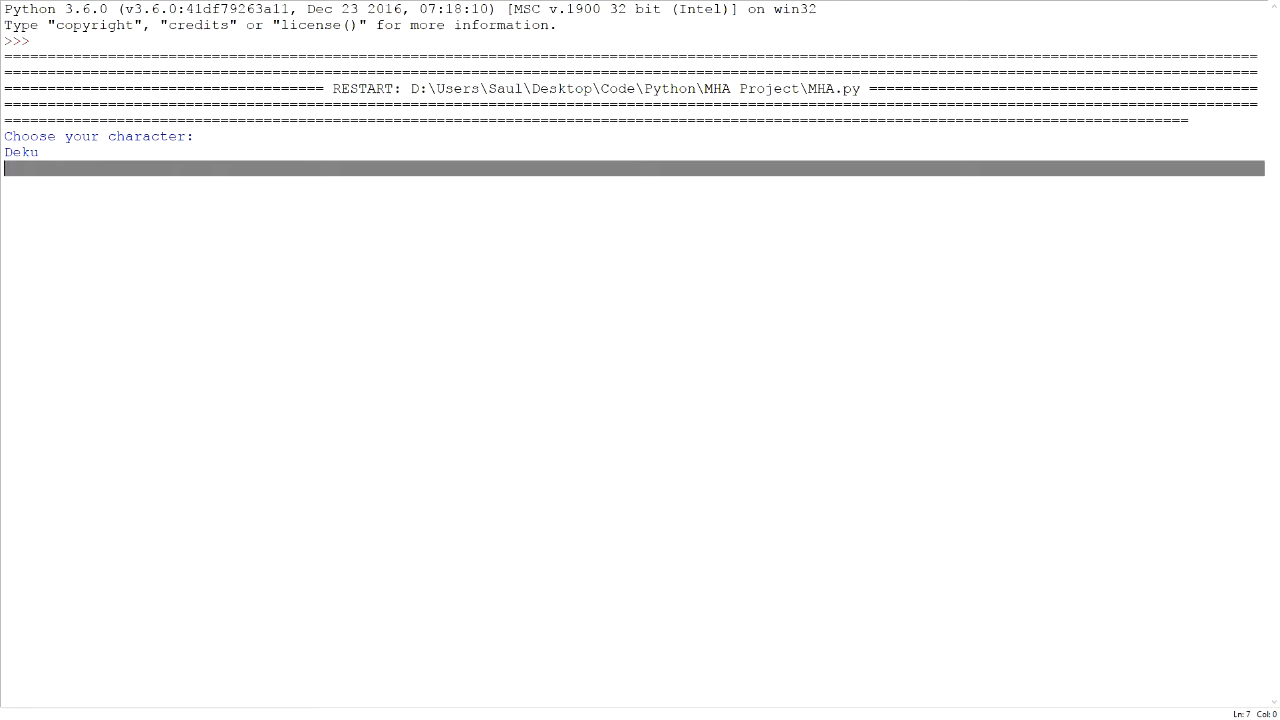 Python 3.6.0 (v3.6.0:41df79263a11, Dec 23 2016, 07:18:10) [MSC v.1900 32 bit (Intel)] on win32
Type "copyright", "credits" or "license()" for more information.
>>>
=================================================================================================================================================
=================================================================================================================================================
===================================== RESTART: D:\Users\Saul\Desktop\Code\Python\MHA Project\MHA.py =============================================
=================================================================================================================================================
=========================================================================================================================================
Choose your character:
Deku
Ln: 7 Col: 0